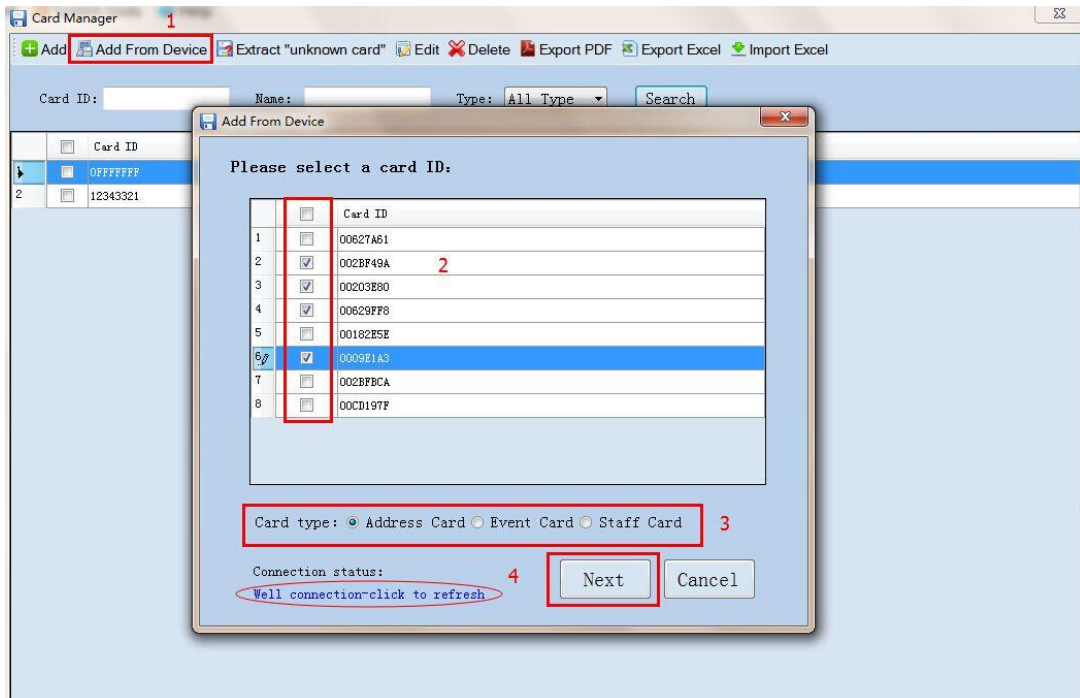 Card Manager
1
Add Add From Device Extract "unknown card" Edit Delete Export PDF Export Excel Import Excel
Card ID: Name: Type: All Type Search
Card ID
0FFFFFFF
2 12343321
Add From Device
Please select a card ID:
Card ID
1 00627A61
2 002BF49A 2
3 00203E80
4 00629FF8
5 00182E5E
6 0009E1A3
7 002BFBCA
8 00CD197F
Card type: Address Card Event Card Staff Card 3
Connection status: 4
Well connection-click to refresh
Next Cancel